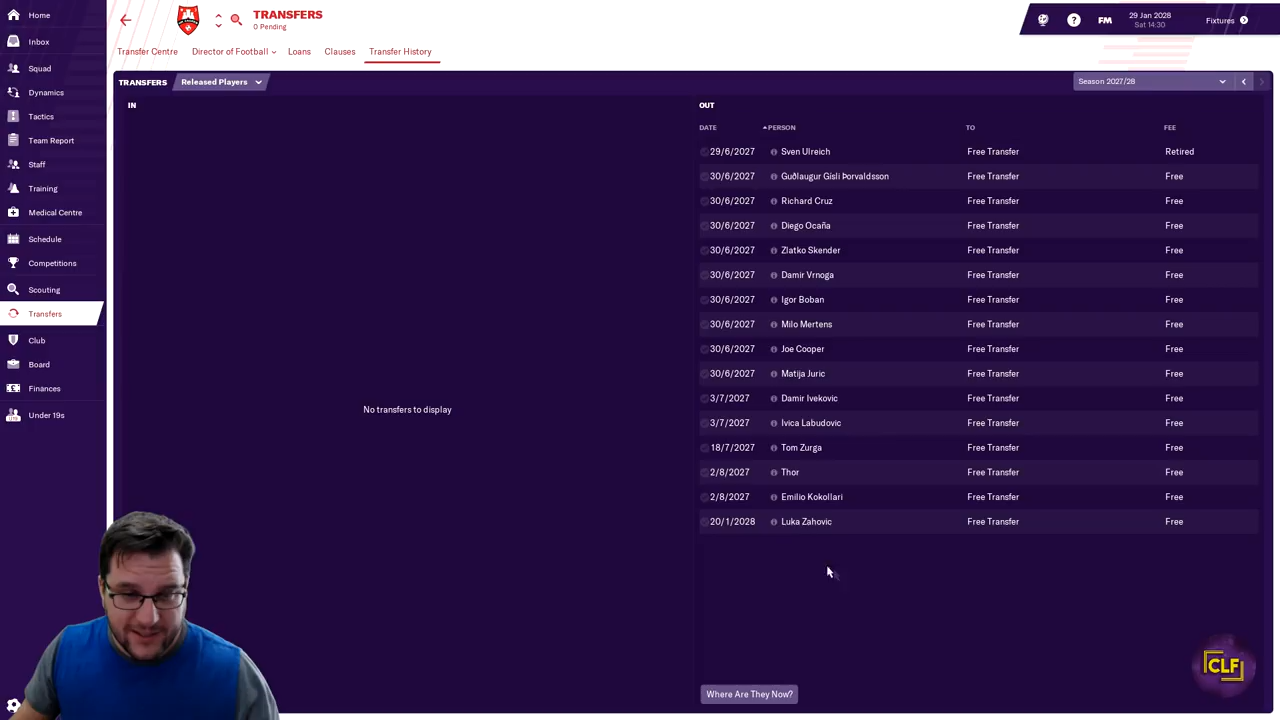 Home
Inbox
Squad
Dynamics
Tactics
Team Report
Staff
Training
Medical Centre
Schedule
Competitions
Scouting
Transfers
Club
Board
Finances
Under 19s
TRANSFERS
0 Pending
? FM 29 Jan 2028
Sat 14:30
Fixtures
Transfer Centre Director of Football Loans Clauses Transfer History
TRANSFERS Released Players Season 2027/28
IN
No transfers to display
OUT
DATE PERSON TO FEE
29/6/2027 Sven Ulreich Free Transfer Retired
30/6/2027 Guðlaugur Gísli Þorvaldsson Free Transfer Free
30/6/2027 Richard Cruz Free Transfer Free
30/6/2027 Diego Ocaña Free Transfer Free
30/6/2027 Zlatko Skender Free Transfer Free
30/6/2027 Damir Vrnoga Free Transfer Free
30/6/2027 Igor Boban Free Transfer Free
30/6/2027 Milo Mertens Free Transfer Free
30/6/2027 Joe Cooper Free Transfer Free
30/6/2027 Matija Juric Free Transfer Free
3/7/2027 Damir Ivekovic Free Transfer Free
3/7/2027 Ivica Labudovic Free Transfer Free
18/7/2027 Tom Zurga Free Transfer Free
2/8/2027 Thor Free Transfer Free
2/8/2027 Emilio Kokollari Free Transfer Free
20/1/2028 Luka Zahovic Free Transfer Free
Where Are They Now?
CLF